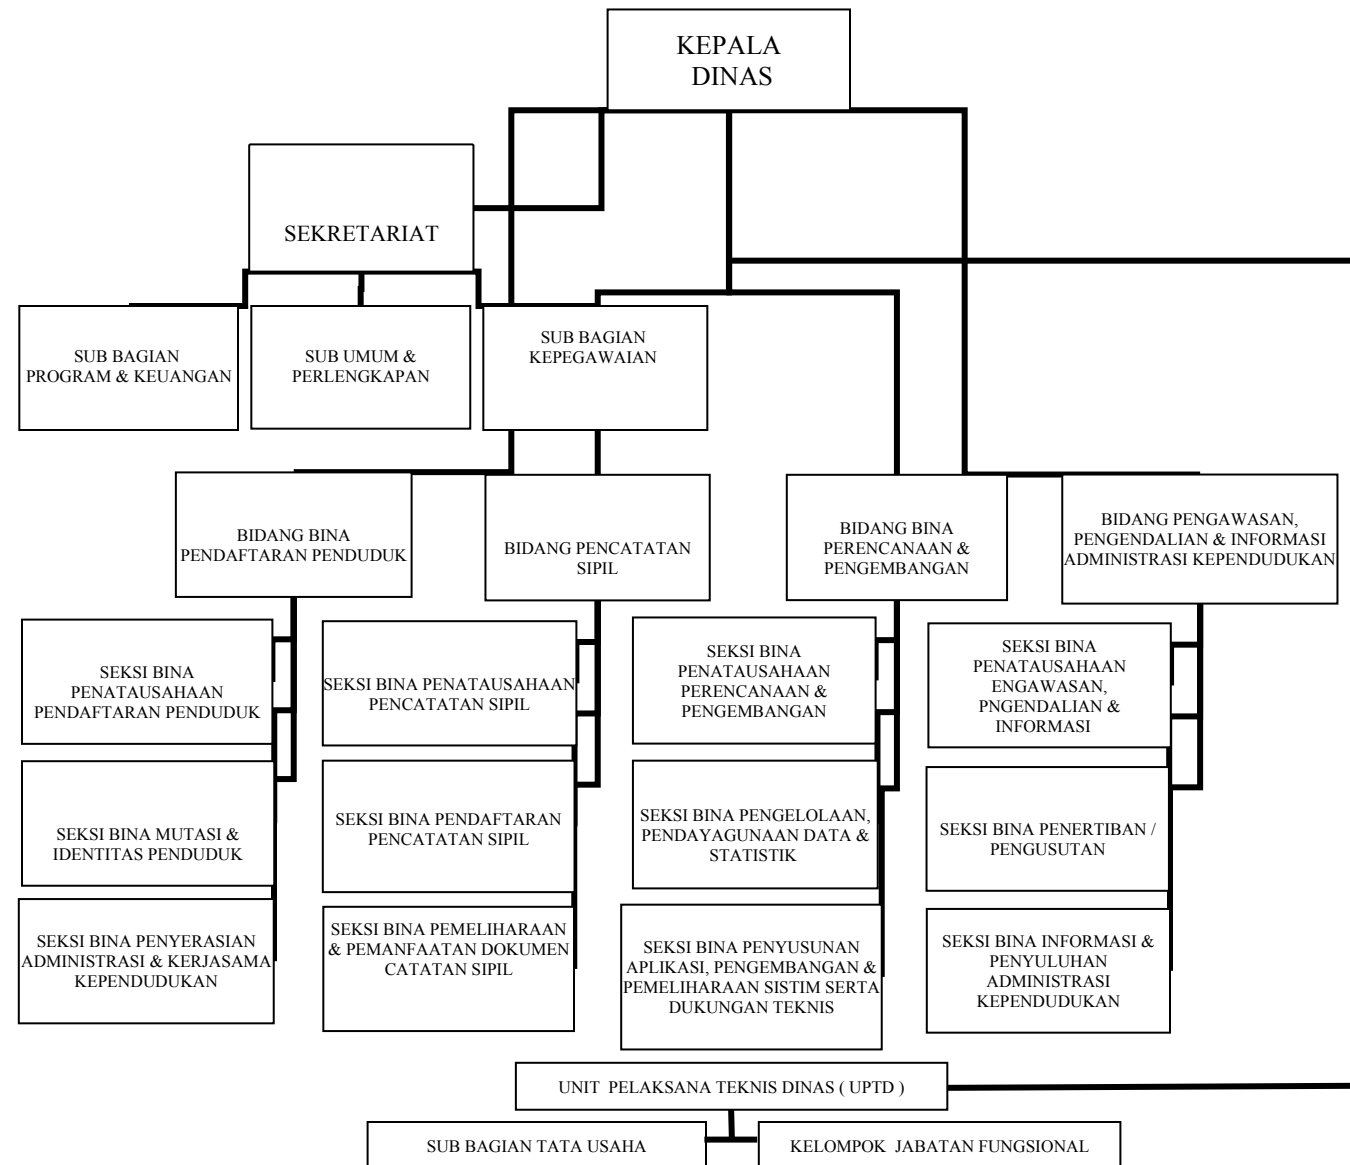 KEPALA
DINAS
SEKRETARIAT
SUB BAGIAN
PROGRAM & KEUANGAN
SUB UMUM &
PERLENGKAPAN
SUB BAGIAN
KEPEGAWAIAN
BIDANG BINA
PENDAFTARAN PENDUDUK
BIDANG PENCATATAN
SIPIL
BIDANG BINA
PERENCANAAN &
PENGEMBANGAN
BIDANG PENGAWASAN,
PENGENDALIAN & INFORMASI
ADMINISTRASI KEPENDUDUKAN
SEKSI BINA
PENATAUSAHAAN
PENDAFTARAN PENDUDUK
SEKSI BINA PENATAUSAHAAN
PENCATATAN SIPIL
SEKSI BINA
PENATAUSAHAAN
PERENCANAAN &
PENGEMBANGAN
SEKSI BINA
PENATAUSAHAAN
ENGAWASAN,
PNGENDALIAN &
INFORMASI
SEKSI BINA MUTASI &
IDENTITAS PENDUDUK
SEKSI BINA PENDAFTARAN
PENCATATAN SIPIL
SEKSI BINA PENGELOLAAN,
PENDAYAGUNAAN DATA &
STATISTIK
SEKSI BINA PENERTIBAN /
PENGUSUTAN
SEKSI BINA PENYERASIAN
ADMINISTRASI & KERJASAMA
KEPENDUDUKAN
SEKSI BINA PEMELIHARAAN
& PEMANFAATAN DOKUMEN
CATATAN SIPIL
SEKSI BINA PENYUSUNAN
APLIKASI, PENGEMBANGAN &
PEMELIHARAAN SISTIM SERTA
DUKUNGAN TEKNIS
SEKSI BINA INFORMASI &
PENYULUHAN
ADMINISTRASI
KEPENDUDUKAN
UNIT PELAKSANA TEKNIS DINAS ( UPTD )
SUB BAGIAN TATA USAHA
KELOMPOK JABATAN FUNGSIONAL